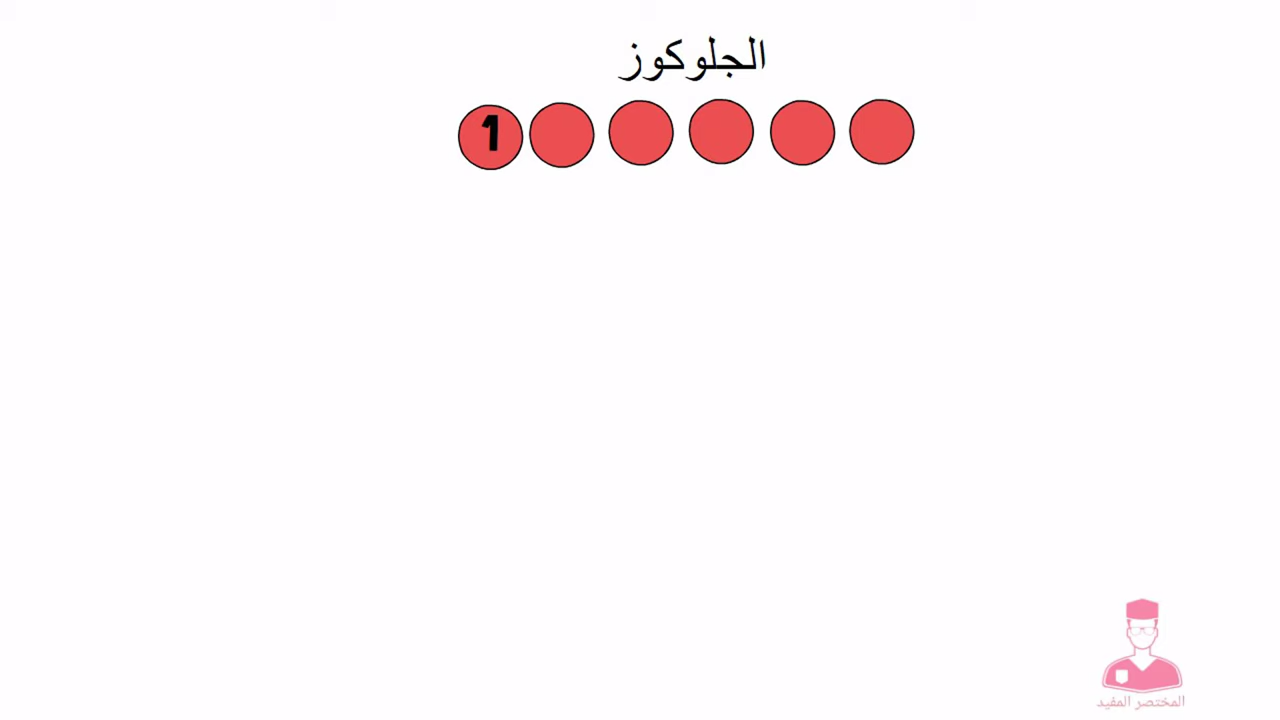 الجلوكوز
1
المختصر المفيد